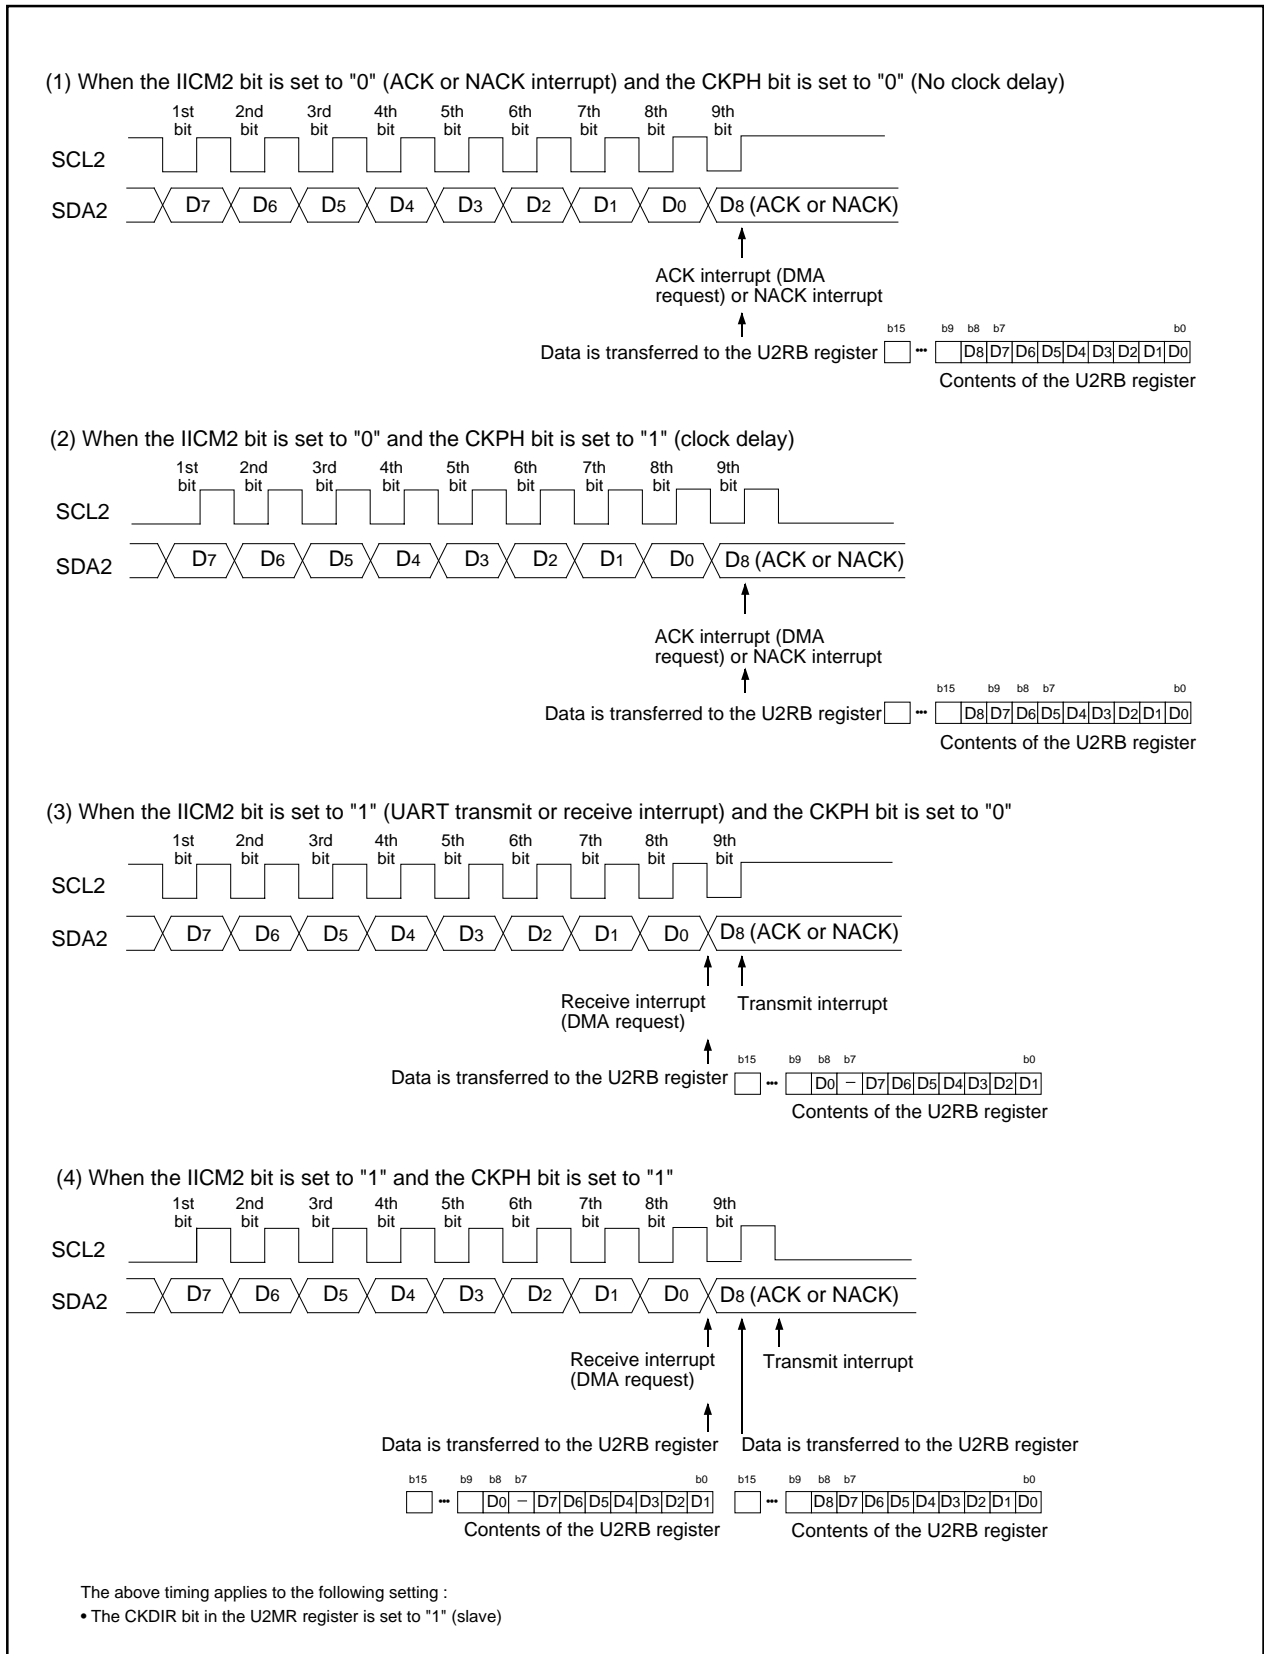 (1) When the IICM2 bit is set to "0" (ACK or NACK interrupt) and the CKPH bit is set to "0" (No clock delay)
1st bit 2nd bit 3rd bit 4th bit 5th bit 6th bit 7th bit 8th bit 9th bit
SCL2
SDA2 D7 D6 D5 D4 D3 D2 D1 D0 D8 (ACK or NACK)
ACK interrupt (DMA
request) or NACK interrupt
b15 b9 b8 b7 b0
Data is transferred to the U2RB register ••• D8 D7 D6 D5 D4 D3 D2 D1 D0
Contents of the U2RB register
(2) When the IICM2 bit is set to "0" and the CKPH bit is set to "1" (clock delay)
1st bit 2nd bit 3rd bit 4th bit 5th bit 6th bit 7th bit 8th bit 9th bit
SCL2
SDA2 D7 D6 D5 D4 D3 D2 D1 D0 D8 (ACK or NACK)
ACK interrupt (DMA
request) or NACK interrupt
b15 b9 b8 b7 b0
Data is transferred to the U2RB register ••• D8 D7 D6 D5 D4 D3 D2 D1 D0
Contents of the U2RB register
(3) When the IICM2 bit is set to "1" (UART transmit or receive interrupt) and the CKPH bit is set to "0"
1st bit 2nd bit 3rd bit 4th bit 5th bit 6th bit 7th bit 8th bit 9th bit
SCL2
SDA2 D7 D6 D5 D4 D3 D2 D1 D0 D8 (ACK or NACK)
Receive interrupt Transmit interrupt
(DMA request)
b15 b9 b8 b7 b0
Data is transferred to the U2RB register ••• D0 – D7 D6 D5 D4 D3 D2 D1
Contents of the U2RB register
(4) When the IICM2 bit is set to "1" and the CKPH bit is set to "1"
1st bit 2nd bit 3rd bit 4th bit 5th bit 6th bit 7th bit 8th bit 9th bit
SCL2
SDA2 D7 D6 D5 D4 D3 D2 D1 D0 D8 (ACK or NACK)
Receive interrupt Transmit interrupt
(DMA request)
Data is transferred to the U2RB register Data is transferred to the U2RB register
b15 b9 b8 b7 b0 b15 b9 b8 b7 b0
••• D0 – D7 D6 D5 D4 D3 D2 D1 ••• D8 D7 D6 D5 D4 D3 D2 D1 D0
Contents of the U2RB register Contents of the U2RB register
The above timing applies to the following setting :
• The CKDIR bit in the U2MR register is set to "1" (slave)